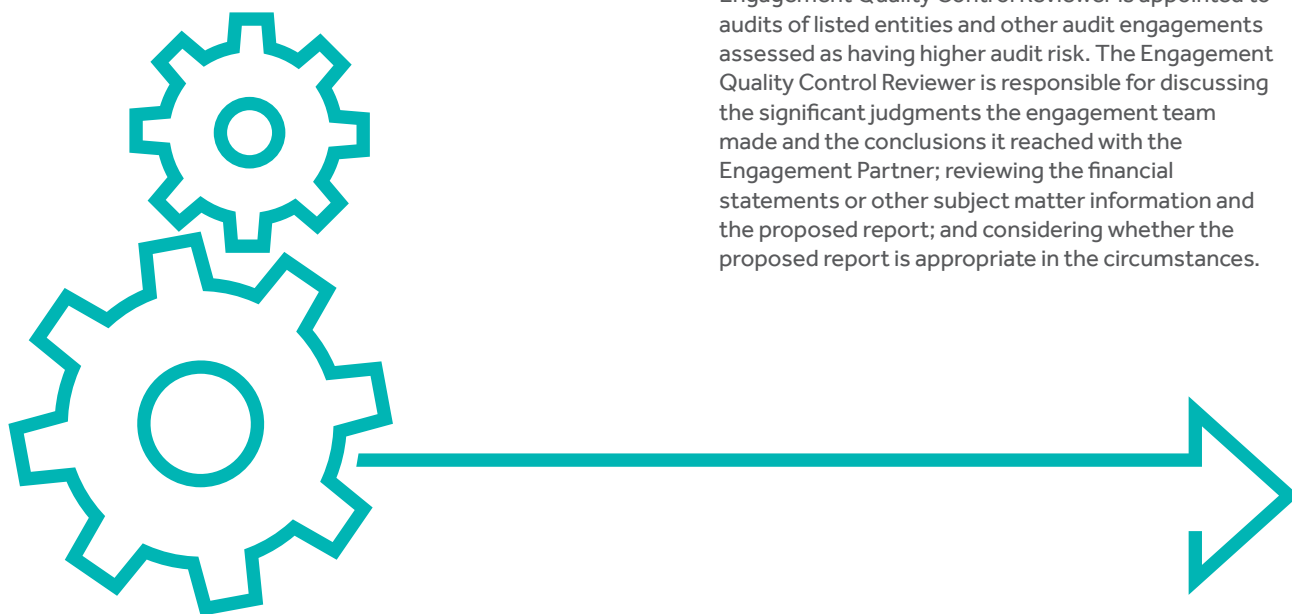 Engagement Quality Control Reviewer is appointed to
audits of listed entities and other audit engagements
assessed as having higher audit risk. The Engagement
Quality Control Reviewer is responsible for discussing
the significant judgments the engagement team
made and the conclusions it reached with the
Engagement Partner; reviewing the financial
statements or other subject matter information and
the proposed report; and considering whether the
proposed report is appropriate in the circumstances.